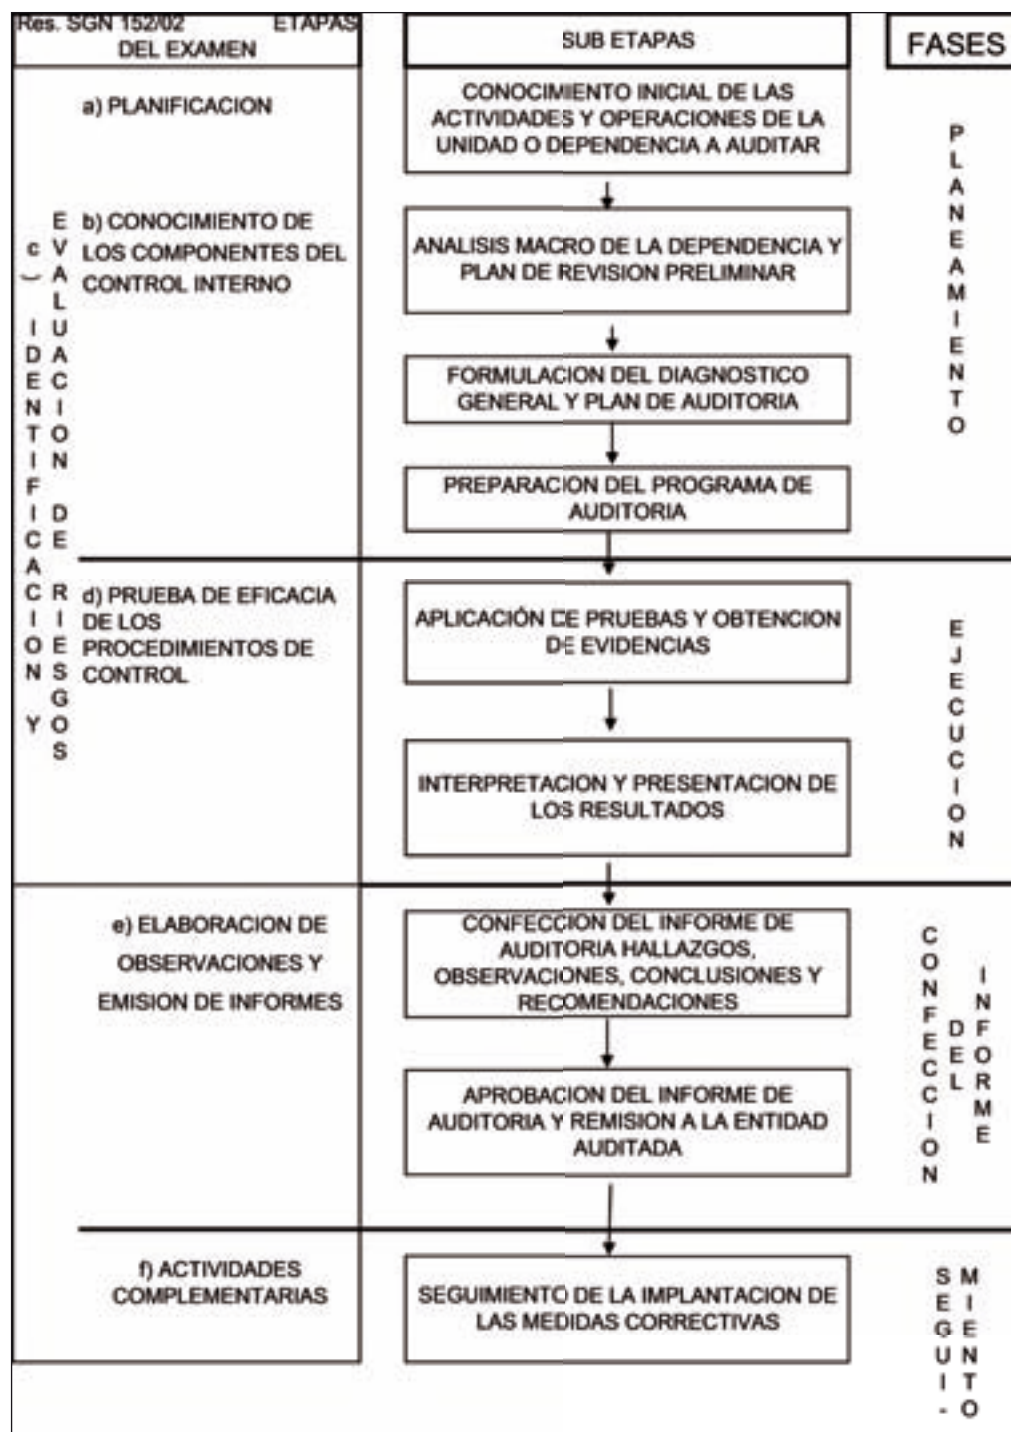 Res. SGN 152/02 ETAPAS
DEL EXAMEN
SUB ETAPAS
FASES
a) PLANIFICACION
b) CONOCIMIENTO DE
LOS COMPONENTES DEL
CONTROL INTERNO
c) IDENTIFICACION Y
EVALUACION DE RIESGOS
d) PRUEBA DE EFICACIA
DE LOS
PROCEDIMIENTOS DE
CONTROL
e) ELABORACION DE
OBSERVACIONES Y
EMISION DE INFORMES
f) ACTIVIDADES
COMPLEMENTARIAS
CONOCIMIENTO INICIAL DE LAS
ACTIVIDADES Y OPERACIONES DE LA
UNIDAD O DEPENDENCIA A AUDITAR
ANALISIS MACRO DE LA DEPENDENCIA Y
PLAN DE REVISION PRELIMINAR
FORMULACION DEL DIAGNOSTICO
GENERAL Y PLAN DE AUDITORIA
PREPARACION DEL PROGRAMA DE
AUDITORIA
APLICACIÓN DE PRUEBAS Y OBTENCION
DE EVIDENCIAS
INTERPRETACION Y PRESENTACION DE
LOS RESULTADOS
CONFECCION DEL INFORME DE
AUDITORIA HALLAZGOS,
OBSERVACIONES, CONCLUSIONES Y
RECOMENDACIONES
APROBACION DEL INFORME DE
AUDITORIA Y REMISION A LA ENTIDAD
AUDITADA
SEGUIMIENTO DE LA IMPLANTACION DE
LAS MEDIDAS CORRECTIVAS
PLANEAMIENTO
EJECUCION
CONFECCION
DEL
INFORME
SEGUI-
MIENTO